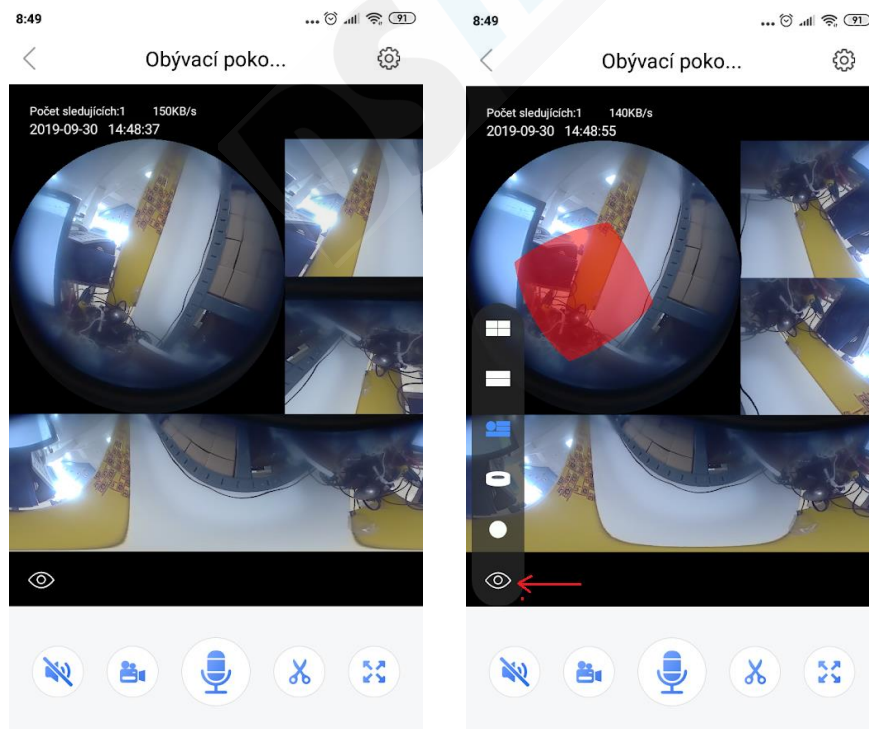 8:49
91
Obývací poko...
Počet sledujících:1 150KB/s
2019-09-30 14:48:37
8:49
91
Obývací poko...
Počet sledujících:1 140KB/s
2019-09-30 14:48:55